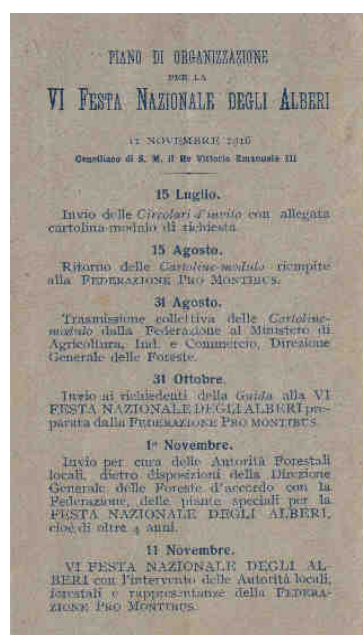 PIANO DI ORGANIZZAZIONE
PER LA
VI FESTA NAZIONALE DEGLI ALBERI
11 NOVEMBRE 1916
Genetliaco di S. M. il Re Vittorio Emanuele III
15 Luglio.
Invio delle Circolari d'invito con allegata
cartolina-modulo di richiesta.
15 Agosto.
Ritorno delle Cartoline-modulo riempite
alla FEDERAZIONE PRO MONTIBUS.
31 Agosto.
Trasmissione collettiva delle Cartoline-
modulo dalla Federazione al Ministero di
Agricoltura, Ind. e Commercio, Direzione
Generale delle Foreste.
31 Ottobre.
Invio ai richiedenti della Guida alla VI
FESTA NAZIONALE DEGLI ALBERI pre-
parata dalla FEDERAZIONE PRO MONTIBUS.
1º Novembre.
Invio per cura delle Autorità Forestali
locali, dietro disposizioni della Direzione
Generale delle Foreste d'accordo con la
Federazione, delle piante speciali per la
FESTA NAZIONALE DEGLI ALBERI,
cioè di oltre 4 anni.
11 Novembre.
VI FESTA NAZIONALE DEGLI AL-
BERI con l'intervento delle Autorità locali,
forestali e rappresentanze della FEDERA-
ZIONE PRO MONTIBUS.